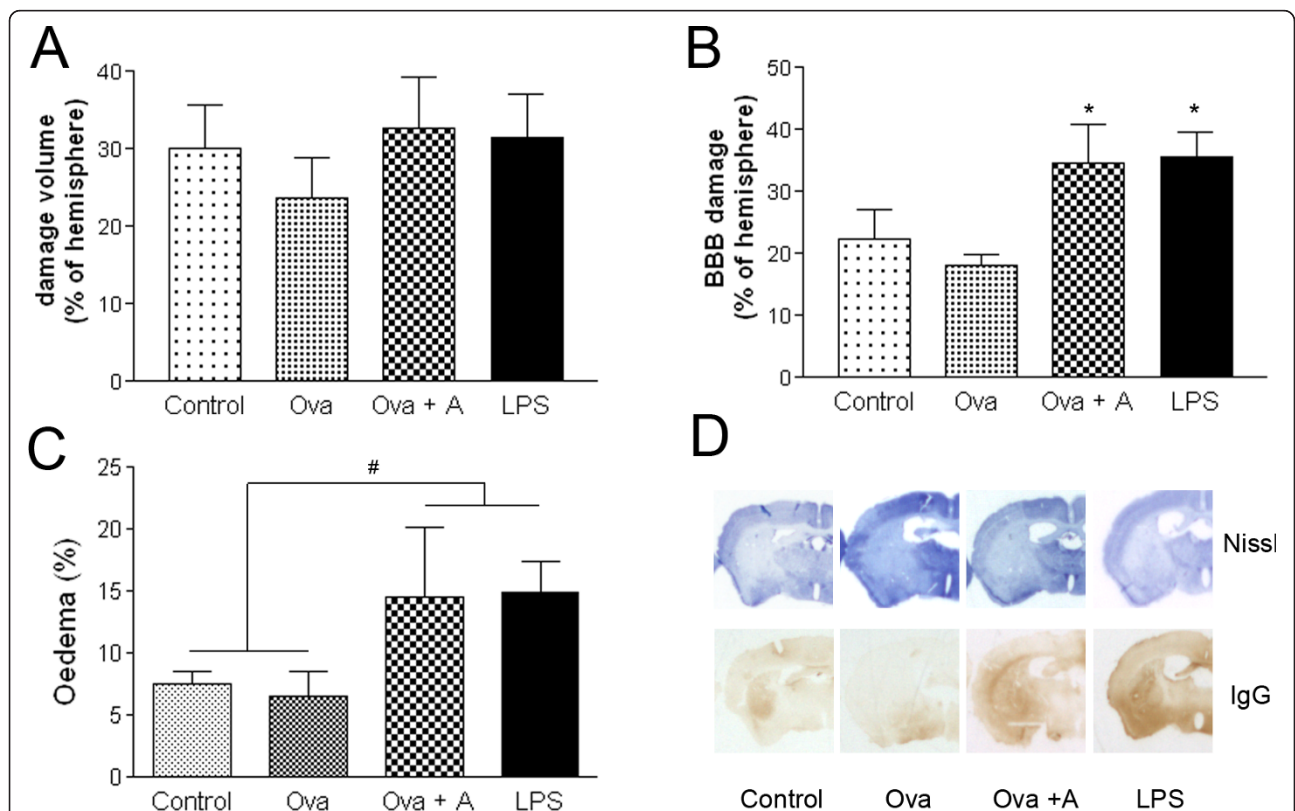 A
damage volume
(% of hemisphere)
40
30
20
10
0
Control Ova Ova + A LPS
B
BBB damage
(% of hemisphere)
50
40
30
20
10
0
* *
Control Ova Ova + A LPS
C
Oedema (%)
25
20
15
10
5
0
#
Control Ova Ova + A LPS
D
Nissl
IgG
Control Ova Ova +A LPS